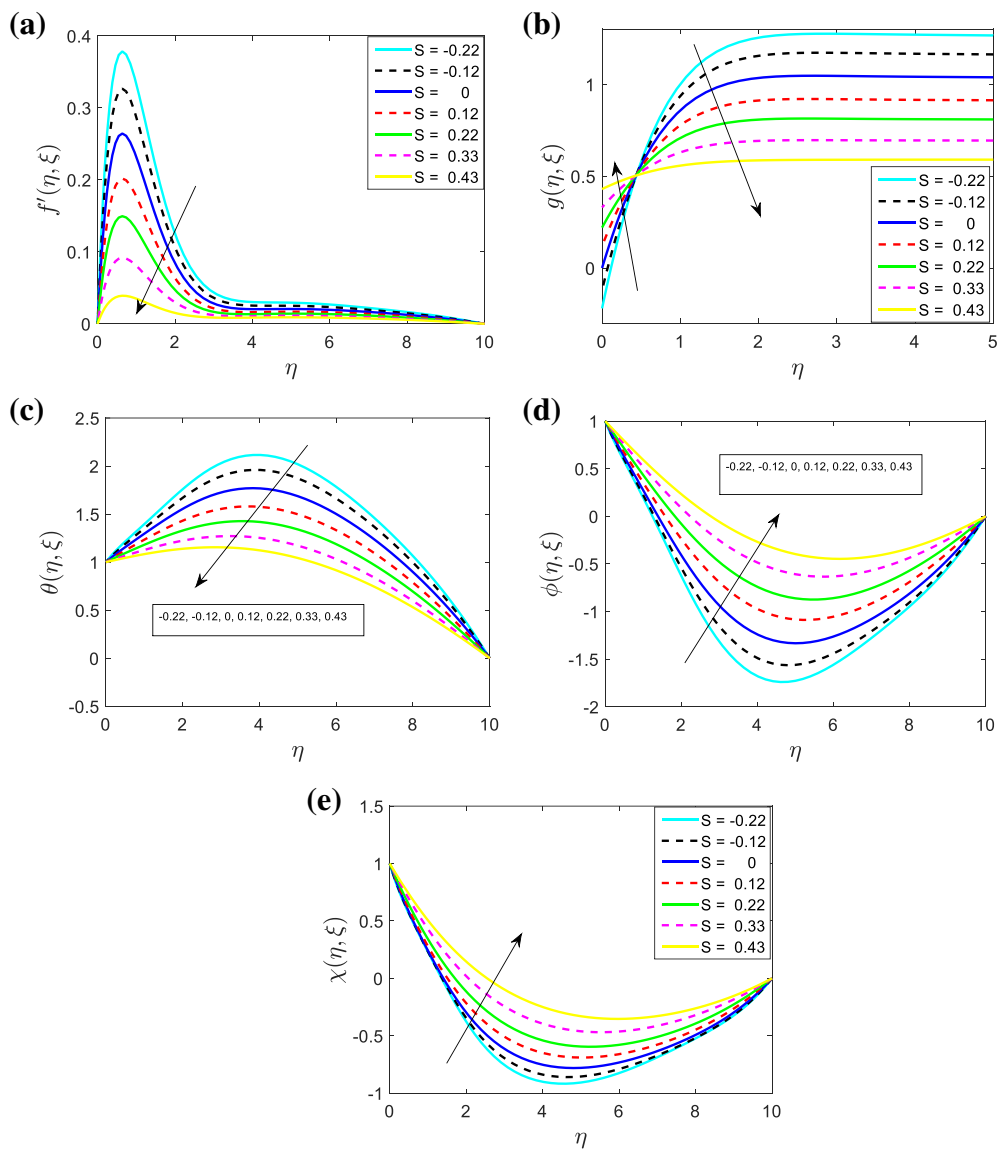 (a)
0.4
0.3
0.2
0.1
0
0 2 4 6 8 10
f′(η, ξ)
η
S = -0.22
S = -0.12
S = 0
S = 0.12
S = 0.22
S = 0.33
S = 0.43
(b)
1
0.5
0
0 1 2 3 4 5
g(η, ξ)
η
S = -0.22
S = -0.12
S = 0
S = 0.12
S = 0.22
S = 0.33
S = 0.43
(c)
2.5
2
1.5
1
0.5
0
-0.5
0 2 4 6 8 10
θ(η, ξ)
η
-0.22, -0.12, 0, 0.12, 0.22, 0.33, 0.43
(d)
1
0.5
0
-0.5
-1
-1.5
-2
0 2 4 6 8 10
ϕ(η, ξ)
η
-0.22, -0.12, 0, 0.12, 0.22, 0.33, 0.43
(e)
1.5
1
0.5
0
-0.5
-1
0 2 4 6 8 10
χ(η, ξ)
η
S = -0.22
S = -0.12
S = 0
S = 0.12
S = 0.22
S = 0.33
S = 0.43